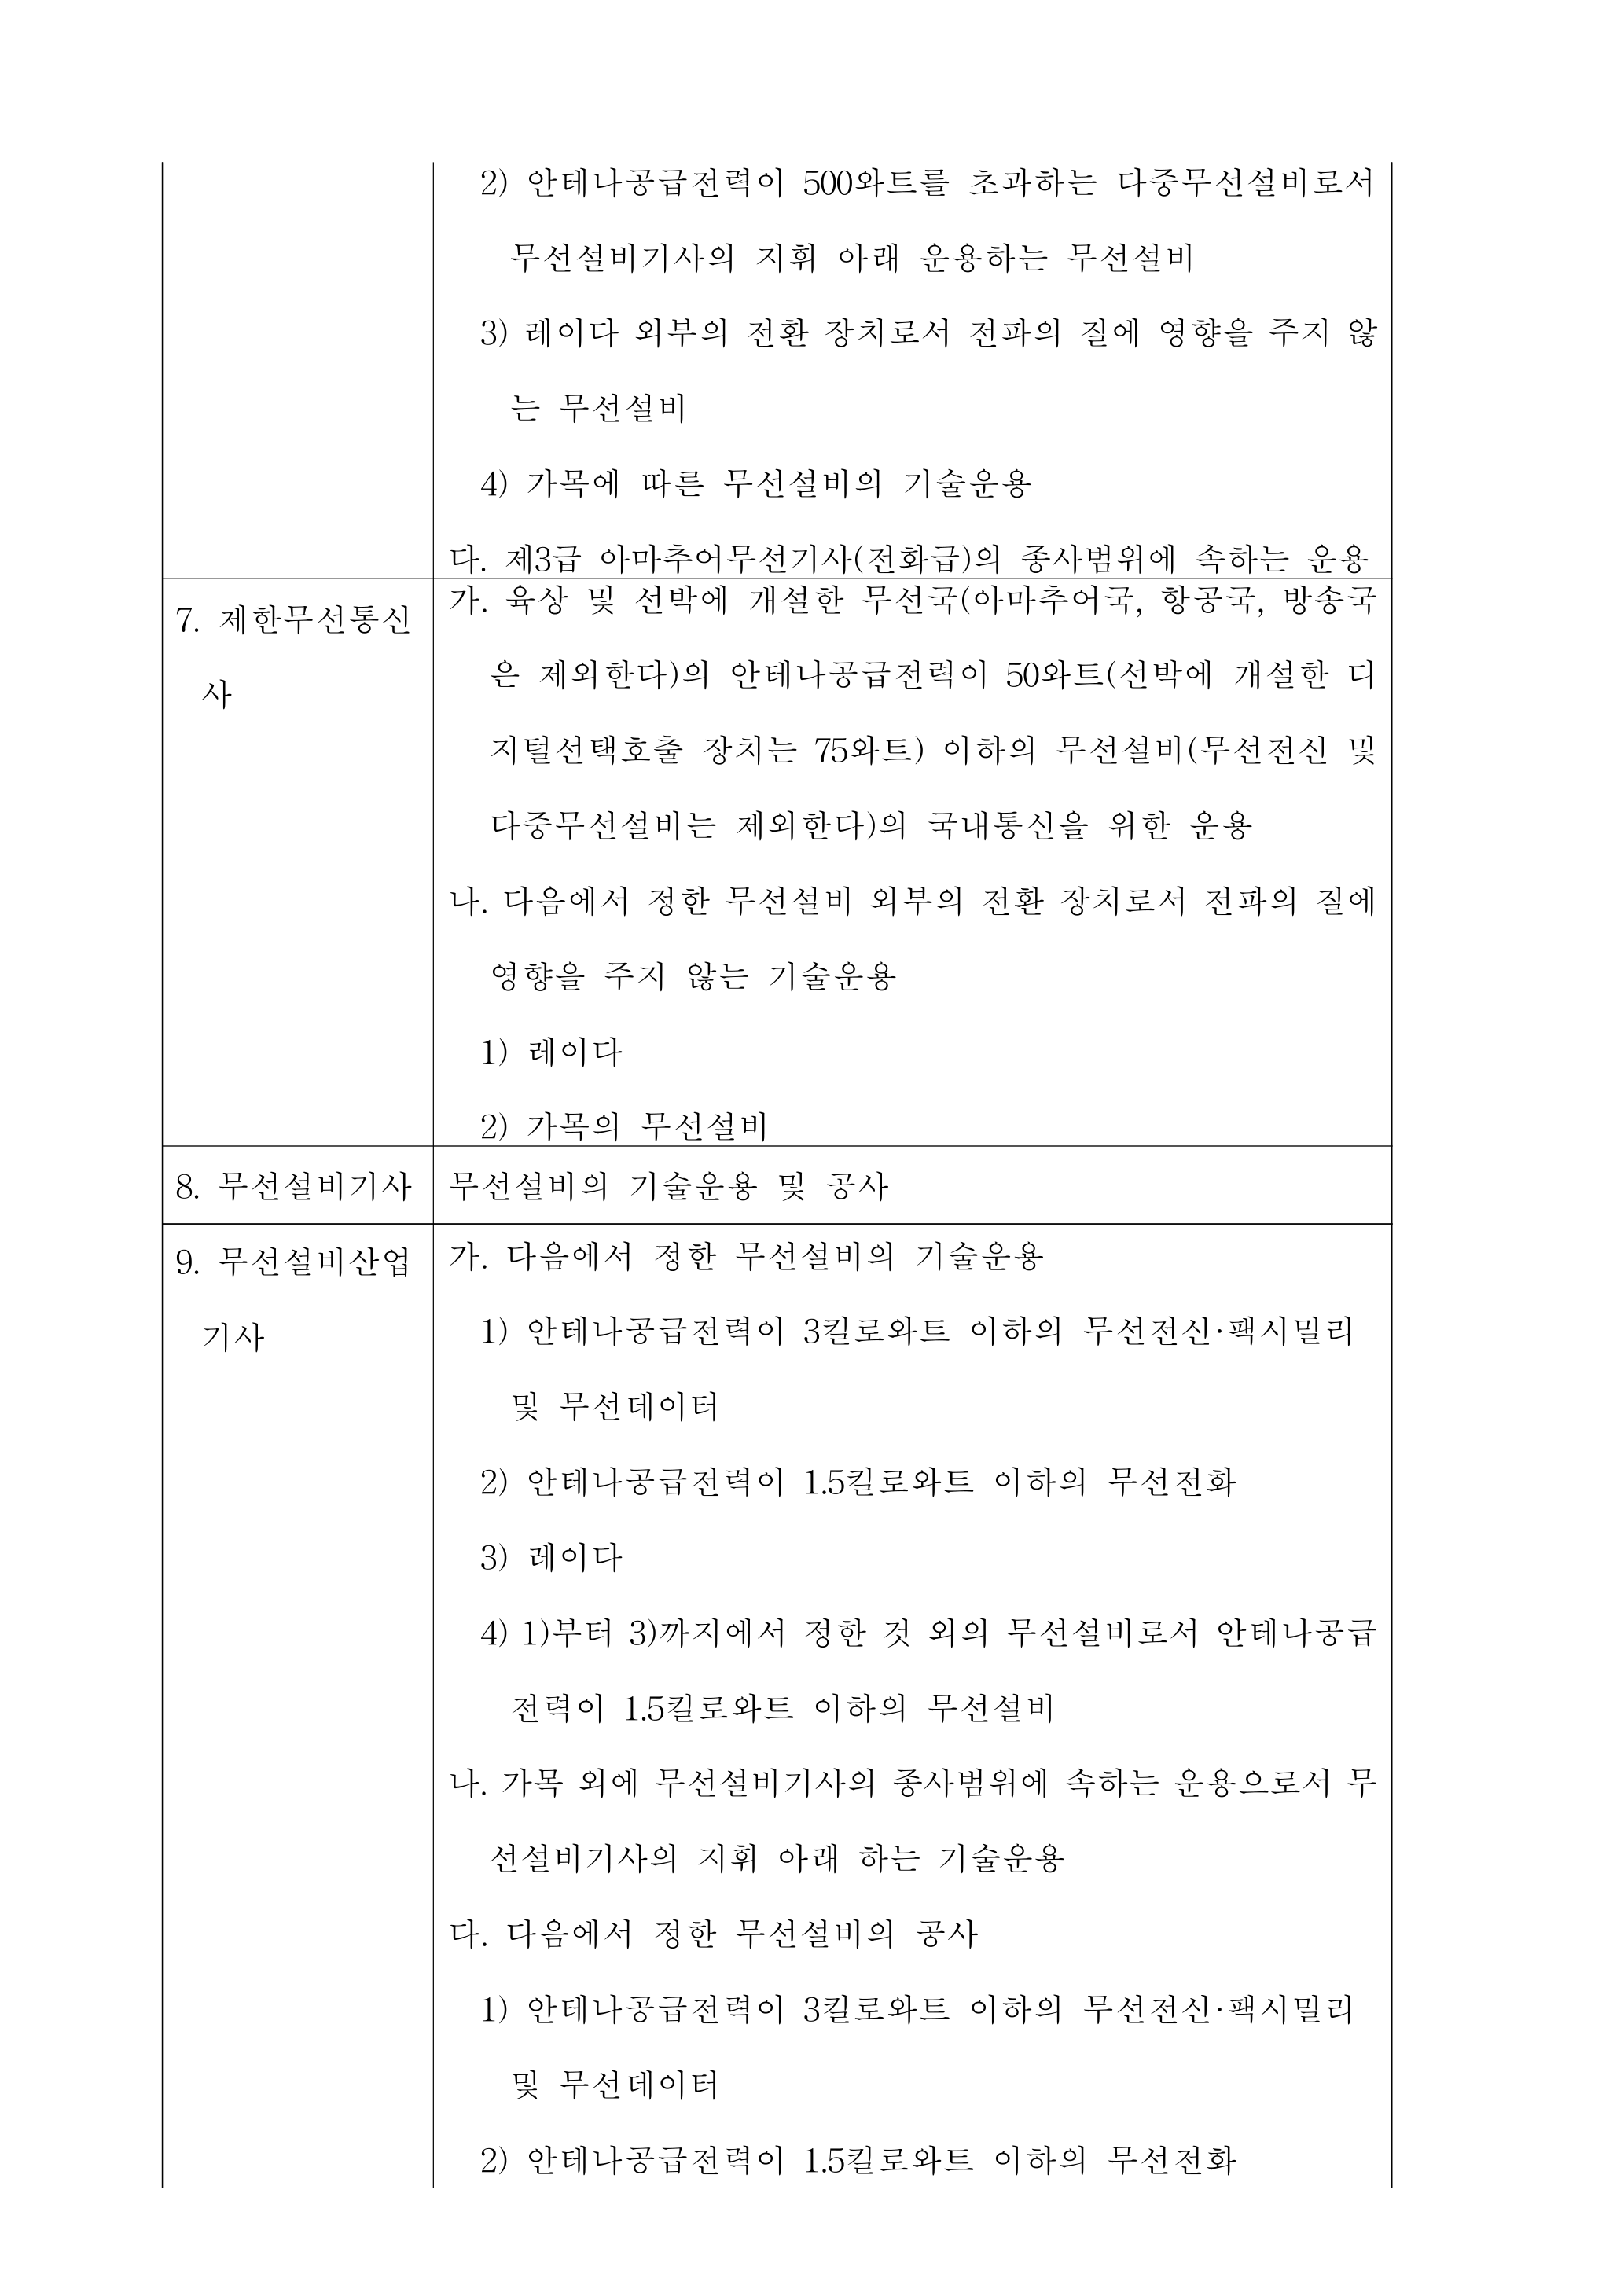 2) 안테나공급전력이 500와트를 초과하는 다중무선설비로서
무선설비기사의 지휘 아래 운용하는 무선설비
3) 레이다 외부의 전환 장치로서 전파의 질에 영향을 주지 않
는 무선설비
4) 가목에 따른 무선설비의 기술운용
다. 제3급 아마추어무선기사(전화급)의 종사범위에 속하는 운용
7. 제한무선통신
사
가. 육상 및 선박에 개설한 무선국(아마추어국, 항공국, 방송국
은 제외한다)의 안테나공급전력이 50와트(선박에 개설한 디
지털선택호출 장치는 75와트) 이하의 무선설비(무선전신 및
다중무선설비는 제외한다)의 국내통신을 위한 운용
나. 다음에서 정한 무선설비 외부의 전환 장치로서 전파의 질에
영향을 주지 않는 기술운용
1) 레이다
2) 가목의 무선설비
8. 무선설비기사
무선설비의 기술운용 및 공사
9. 무선설비산업
기사
가. 다음에서 정한 무선설비의 기술운용
1) 안테나공급전력이 3킬로와트 이하의 무선전신·팩시밀리
및 무선데이터
2) 안테나공급전력이 1.5킬로와트 이하의 무선전화
3) 레이다
4) 1)부터 3)까지에서 정한 것 외의 무선설비로서 안테나공급
전력이 1.5킬로와트 이하의 무선설비
나. 가목 외에 무선설비기사의 종사범위에 속하는 운용으로서 무
선설비기사의 지휘 아래 하는 기술운용
다. 다음에서 정한 무선설비의 공사
1) 안테나공급전력이 3킬로와트 이하의 무선전신·팩시밀리
및 무선데이터
2) 안테나공급전력이 1.5킬로와트 이하의 무선전화